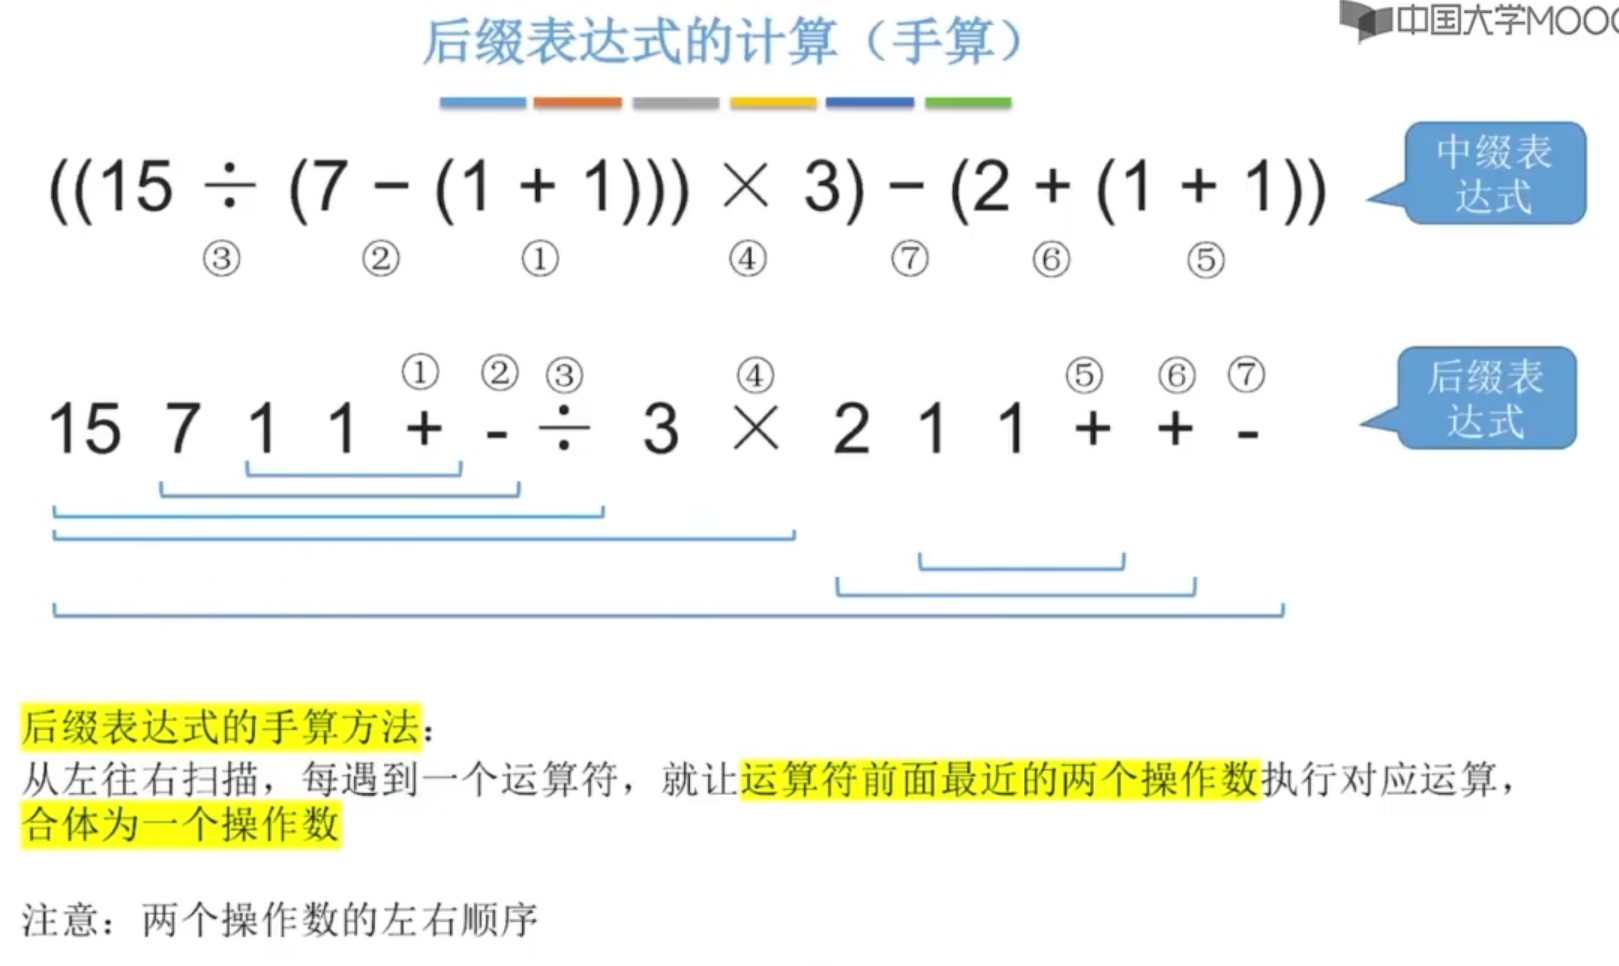 中国大学MOOC
后缀表达式的计算（手算）
((15 ÷ (7 − (1 + 1))) × 3) − (2 + (1 + 1))
③ ② ① ④ ⑦ ⑥ ⑤
中缀表
达式
① ② ③ ④ ⑤ ⑥ ⑦
15 7 1 1 + - ÷ 3 × 2 1 1 + + -
后缀表
达式
后缀表达式的手算方法：
从左往右扫描，每遇到一个运算符，就让运算符前面最近的两个操作数执行对应运算，
合体为一个操作数
注意：两个操作数的左右顺序